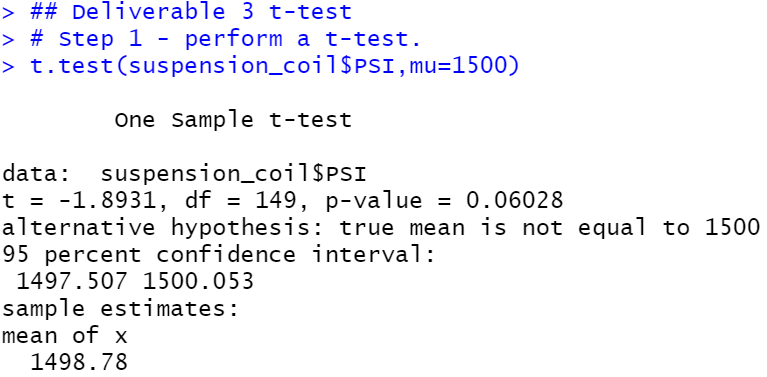 > ## Deliverable 3 t-test
> # Step 1 - perform a t-test.
> t.test(suspension_coil$PSI,mu=1500)
One Sample t-test
data:  suspension_coil$PSI
t = -1.8931, df = 149, p-value = 0.06028
alternative hypothesis: true mean is not equal to 1500
95 percent confidence interval:
1497.507 1500.053
sample estimates:
mean of x
1498.78